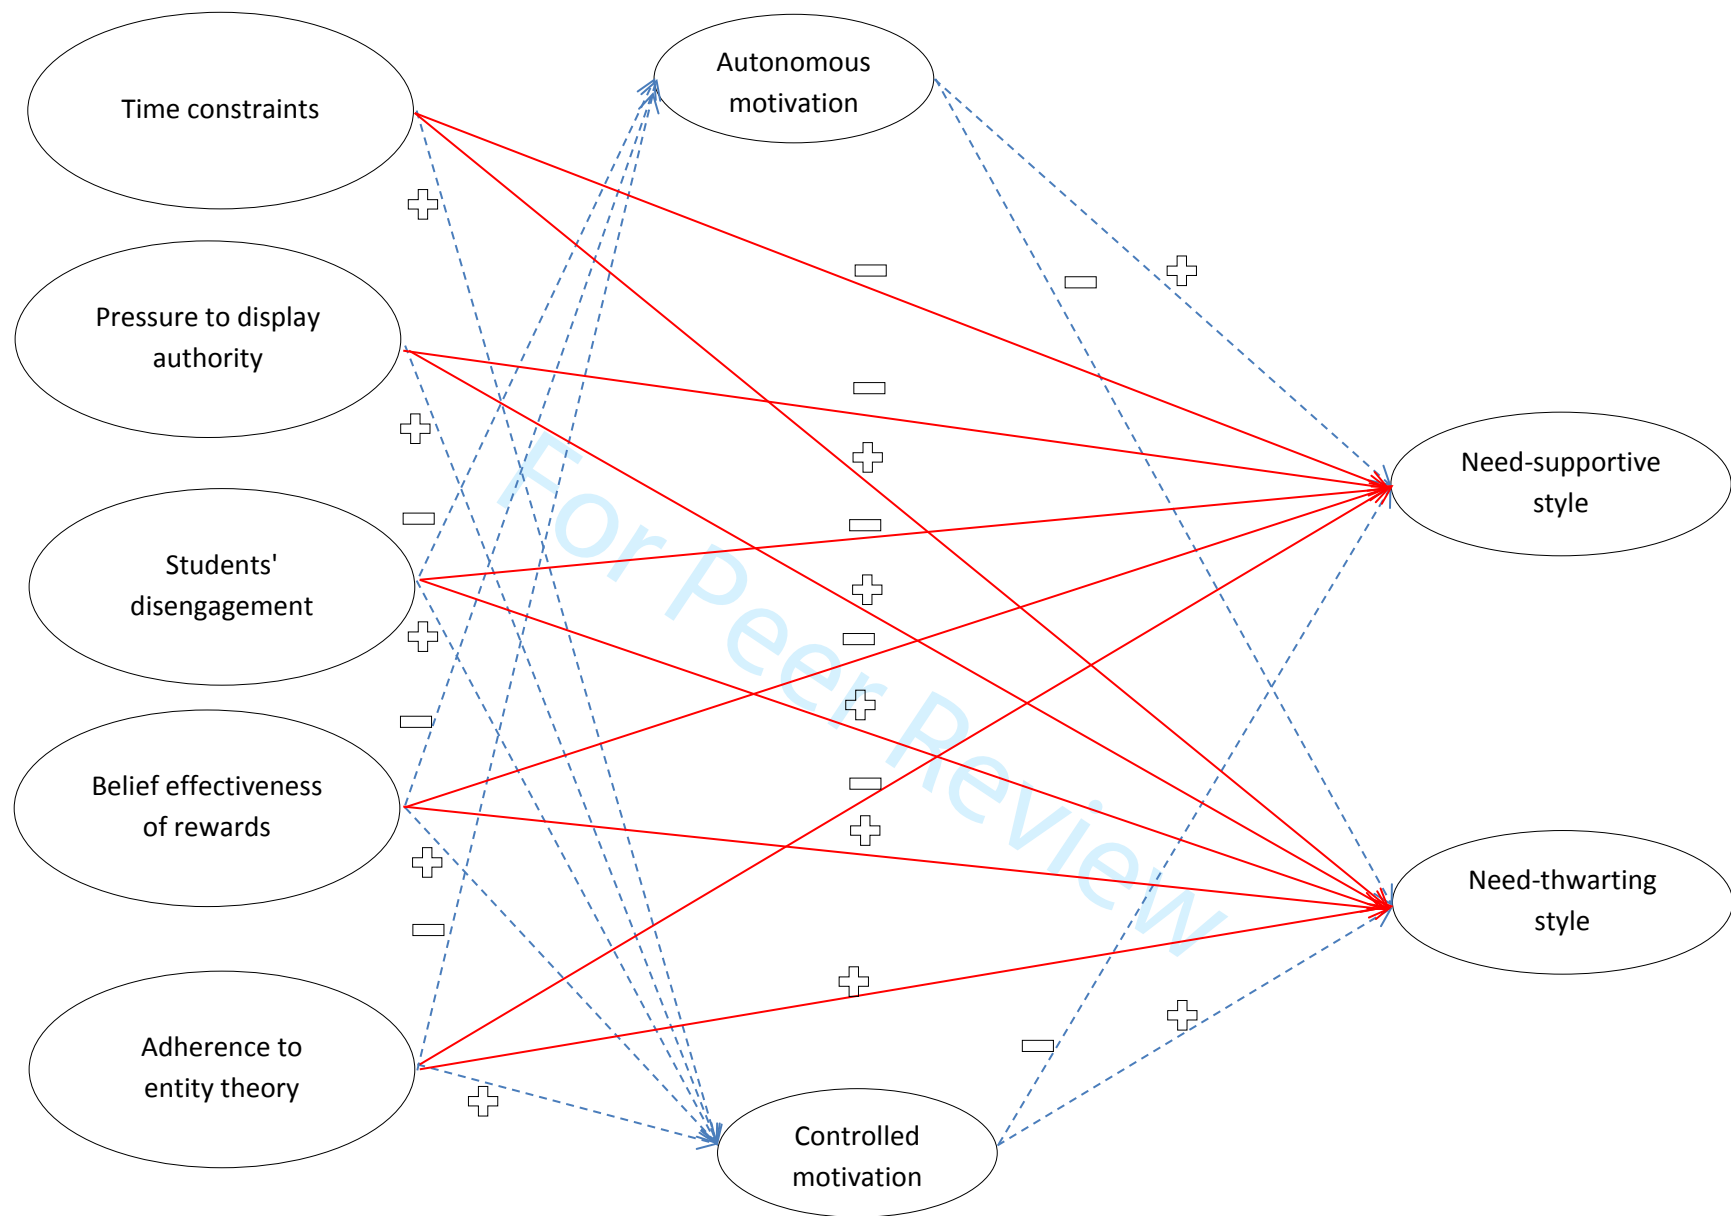 Time constraints
Autonomous
motivation
Pressure to display
authority
Need-supportive
style
Students'
disengagement
For Peer Review
Belief effectiveness
of rewards
Need-thwarting
style
Adherence to
entity theory
Controlled
motivation